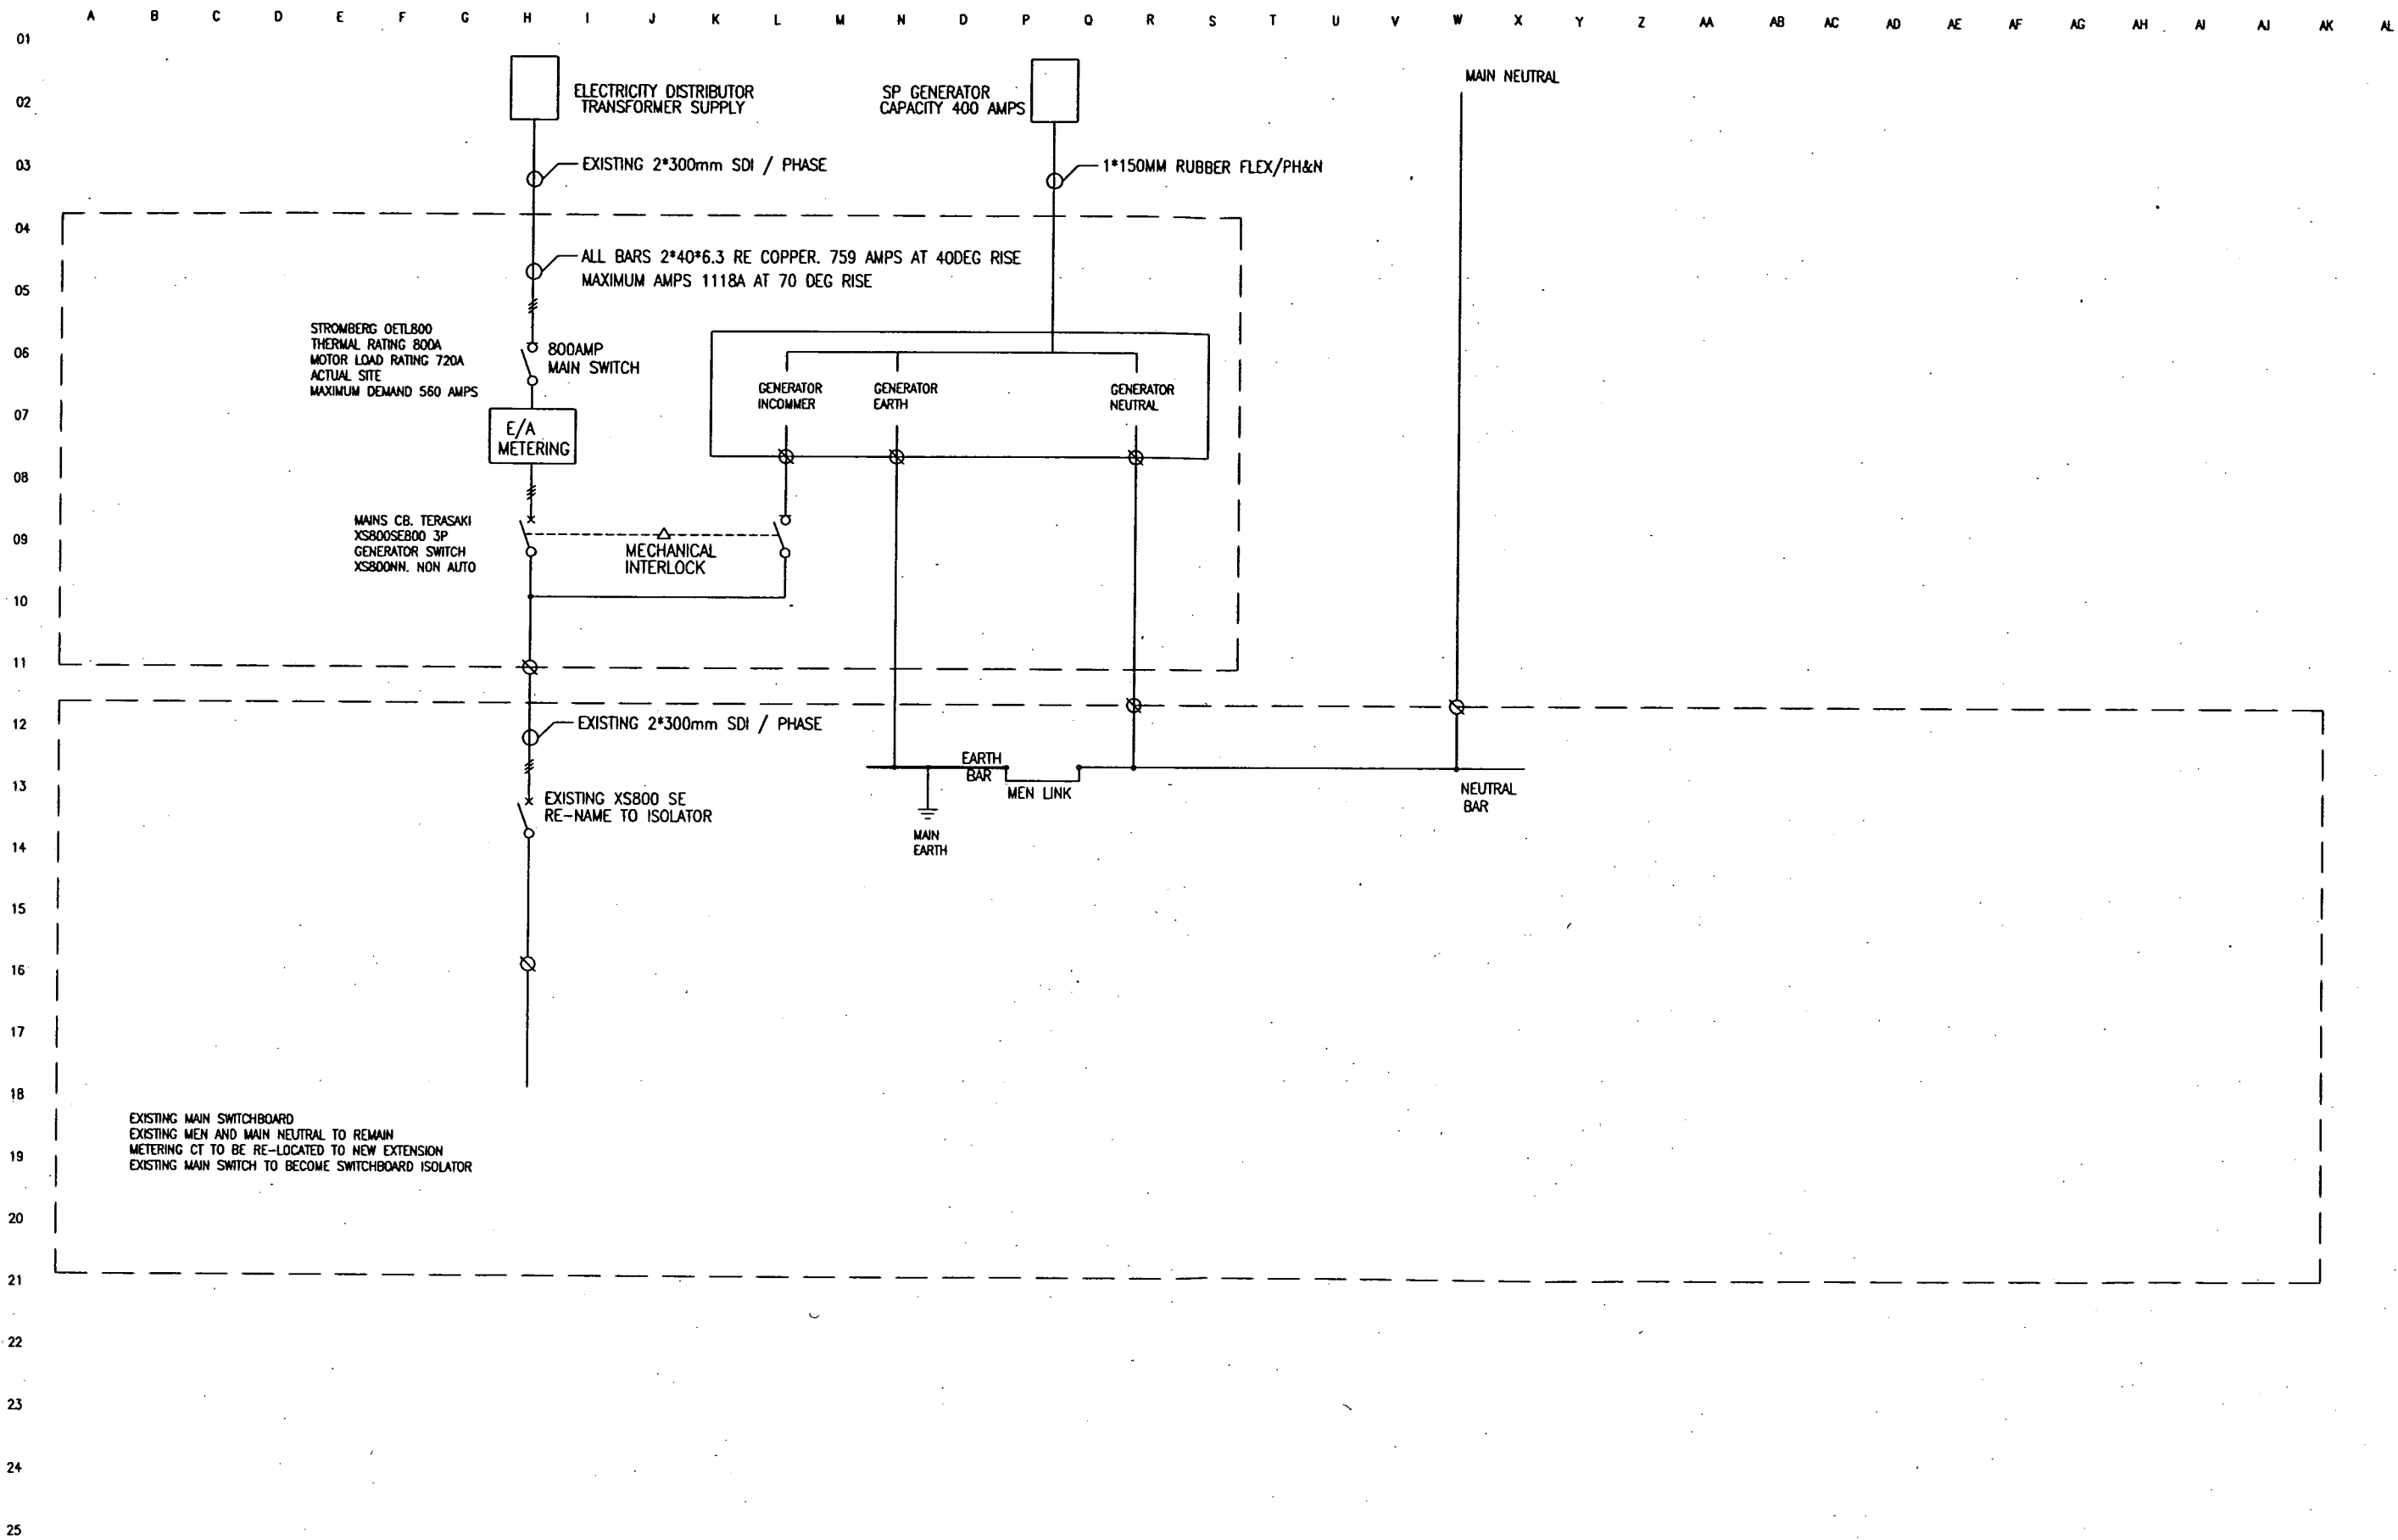 A B C D E F G H I J K L M N D P Q R S T U V W X Y Z AA AB AC AD AE AF AG AH AI AJ AK AL
01
02
03
04
05
06
07
08
09
10
11
12
13
14
15
16
17
18
19
20
21
22
23
24
25
ELECTRICITY DISTRIBUTOR
TRANSFORMER SUPPLY
SP GENERATOR
CAPACITY 400 AMPS
MAIN NEUTRAL
EXISTING 2*300mm SDI / PHASE
1*150MM RUBBER FLEX/PH&N
ALL BARS 2*40*6.3 RE COPPER. 759 AMPS AT 40DEG RISE
MAXIMUM AMPS 1118A AT 70 DEG RISE
STROMBERG OETL800
THERMAL RATING 800A
MOTOR LOAD RATING 720A
ACTUAL SITE
MAXIMUM DEMAND 560 AMPS
800AMP
MAIN SWITCH
GENERATOR
INCOMMER
GENERATOR
EARTH
GENERATOR
NEUTRAL
E/A
METERING
MAINS CB. TERASAKI
XS800SE800 3P
GENERATOR SWITCH
XS800NN. NON AUTO
MECHANICAL
INTERLOCK
EXISTING 2*300mm SDI / PHASE
EARTH
BAR
MEN LINK
NEUTRAL
BAR
EXISTING XS800 SE
RE-NAME TO ISOLATOR
MAIN
EARTH
EXISTING MAIN SWITCHBOARD
EXISTING MEN AND MAIN NEUTRAL TO REMAIN
METERING CT TO BE RE-LOCATED TO NEW EXTENSION
EXISTING MAIN SWITCH TO BECOME SWITCHBOARD ISOLATOR